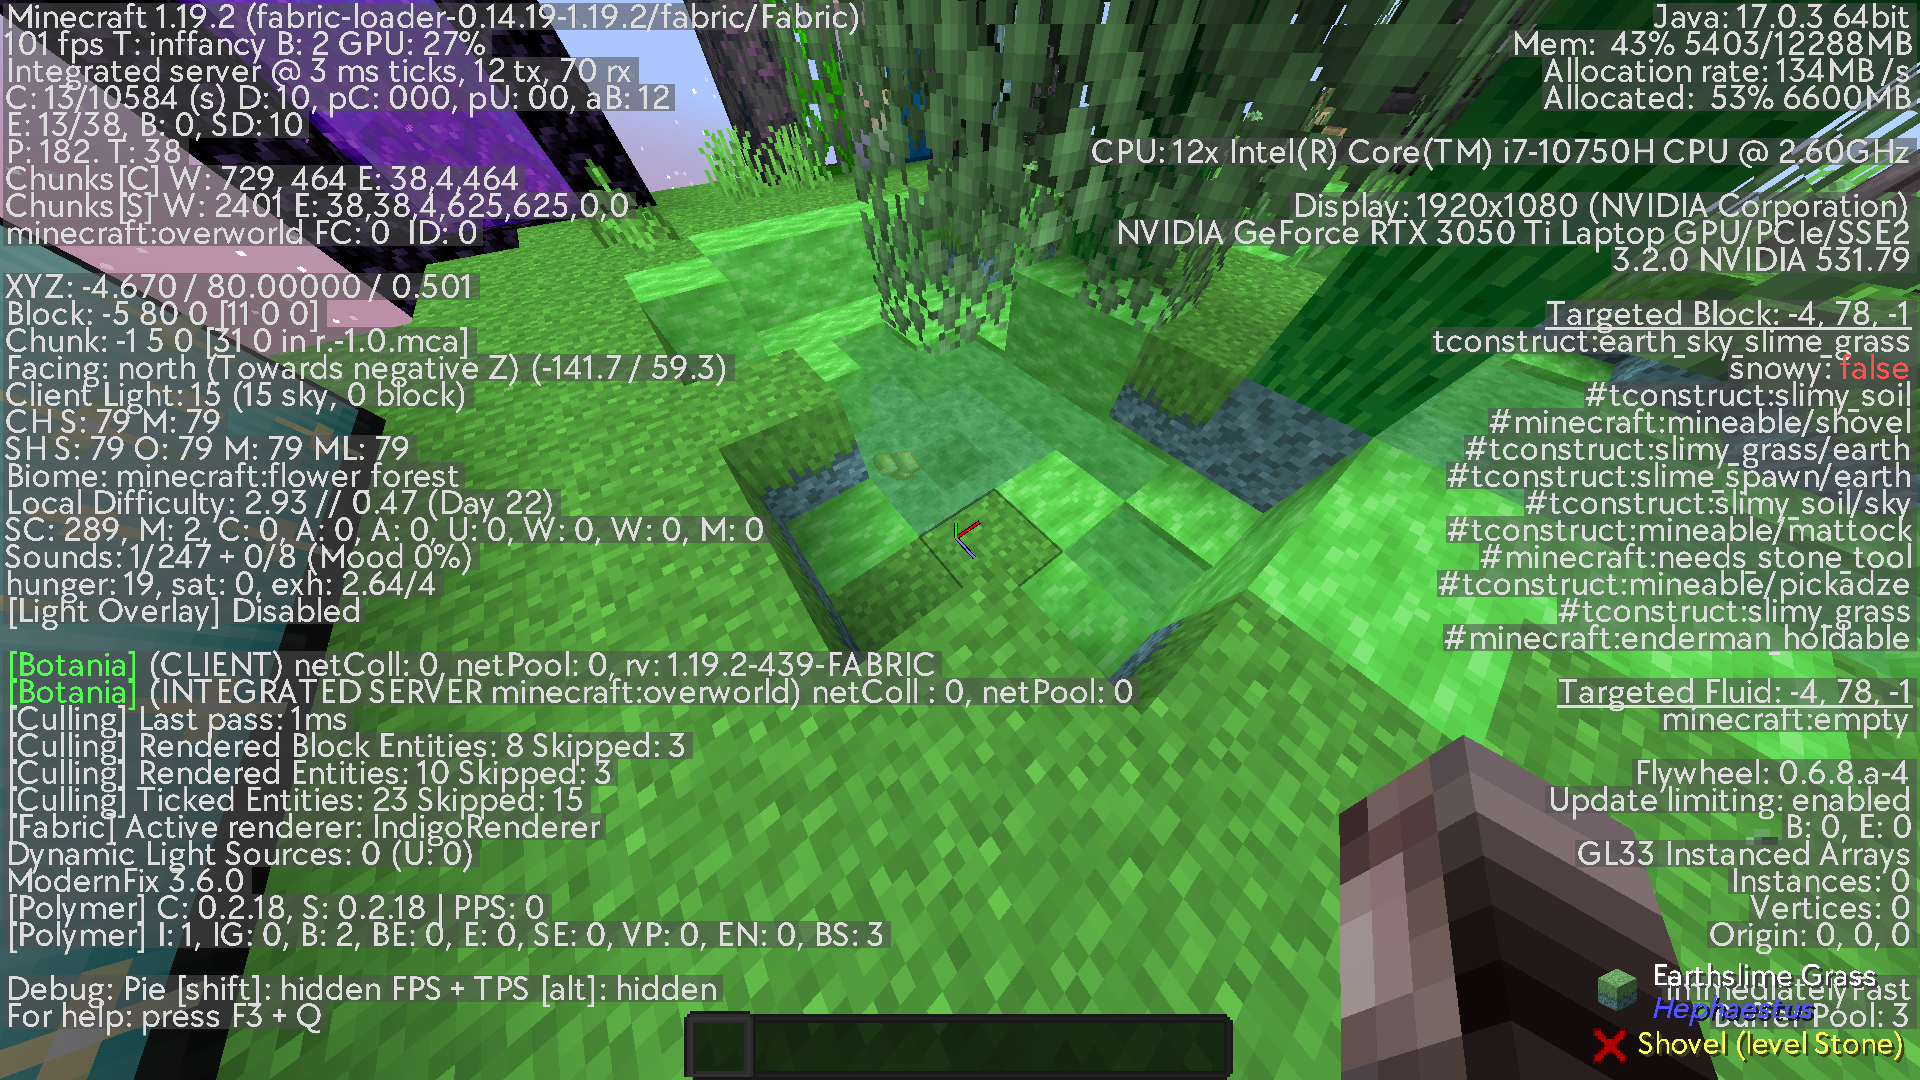 Minecraft 1.19.2 (fabric-loader-0.14.19-1.19.2/fabric/Fabric)
101 fps T: inffancy B: 2 GPU: 27%
Integrated server @ 3 ms ticks, 12 tx, 70 rx
C: 13/10584 (s) D: 10, pC: 000, pU: 00, aB: 12
E: 13/38, B: 0, SD: 10
P: 182. T: 38
Chunks[C] W: 729, 464 E: 38,4,464
Chunks[S] W: 2401 E: 38,38,4,625,625,0,0
minecraft:overworld FC: 0 ID: 0
XYZ: -4.670 / 80.00000 / 0.501
Block: -5 80 0 [11 0 0]
Chunk: -1 5 0 [31 0 in r.-1.0.mca]
Facing: north (Towards negative Z) (-141.7 / 59.3)
Client Light: 15 (15 sky, 0 block)
CH S: 79 M: 79
SH S: 79 O: 79 M: 79 ML: 79
Biome: minecraft:flower_forest
Local Difficulty: 2.93 // 0.47 (Day 22)
SC: 289, M: 2, C: 0, A: 0, A: 0, U: 0, W: 0, W: 0, M: 0
Sounds: 1/247 + 0/8 (Mood 0%)
hunger: 19, sat: 0, exh: 2.64/4
[Light Overlay] Disabled
[Botania] (CLIENT) netColl: 0, netPool: 0, rv: 1.19.2-439-FABRIC
[Botania] (INTEGRATED SERVER minecraft:overworld) netColl : 0, netPool: 0
[Culling] Last pass: 1ms
[Culling] Rendered Block Entities: 8 Skipped: 3
[Culling] Rendered Entities: 10 Skipped: 3
[Culling] Ticked Entities: 23 Skipped: 15
[Fabric] Active renderer: IndigoRenderer
Dynamic Light Sources: 0 (U: 0)
ModernFix 3.6.0
[Polymer] C: 0.2.18, S: 0.2.18 | PPS: 0
[Polymer] I: 1, IG: 0, B: 2, BE: 0, E: 0, SE: 0, VP: 0, EN: 0, BS: 3
Debug: Pie [shift]: hidden FPS + TPS [alt]: hidden
For help: press F3 + Q
Java: 17.0.3 64bit
Mem: 43% 5403/12288MB
Allocation rate: 134MB /s
Allocated: 53% 6600MB
CPU: 12x Intel(R) Core(TM) i7-10750H CPU @ 2.60GHz
Display: 1920x1080 (NVIDIA Corporation)
NVIDIA GeForce RTX 3050 Ti Laptop GPU/PCIe/SSE2
3.2.0 NVIDIA 531.79
Targeted Block: -4, 78, -1
tconstruct:earth_sky_slime_grass
snowy: false
#tconstruct:slimy_soil
#minecraft:mineable/shovel
#tconstruct:slimy_grass/earth
#tconstruct:slime_spawn/earth
#tconstruct:slimy_soil/sky
#tconstruct:mineable/mattock
#minecraft:needs_stone_tool
#tconstruct:mineable/pickadze
#tconstruct:slimy_grass
#minecraft:enderman_holdable
Targeted Fluid: -4, 78, -1
minecraft:empty
Flywheel: 0.6.8.a-4
Update limiting: enabled
B: 0, E: 0
GL33 Instanced Arrays
Instances: 0
Vertices: 0
Origin: 0, 0, 0
Earthslime Grass
ImmediatelyFast
Hephaestus
Buffer Pool: 3
Shovel (level Stone)